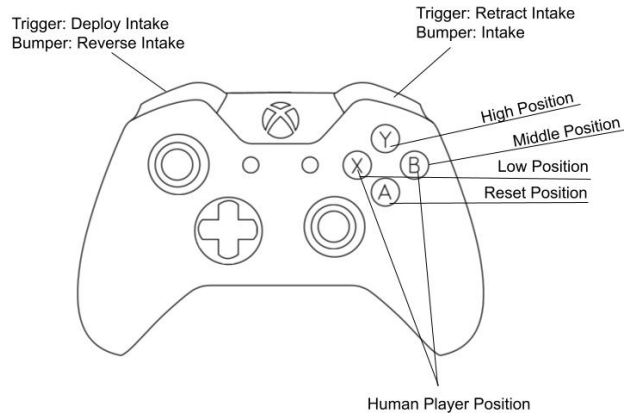 Trigger: Deploy Intake
Bumper: Reverse Intake
Trigger: Retract Intake
Bumper: Intake
High Position
Y
Middle Position
X
B
Low Position
A
Reset Position
Human Player Position